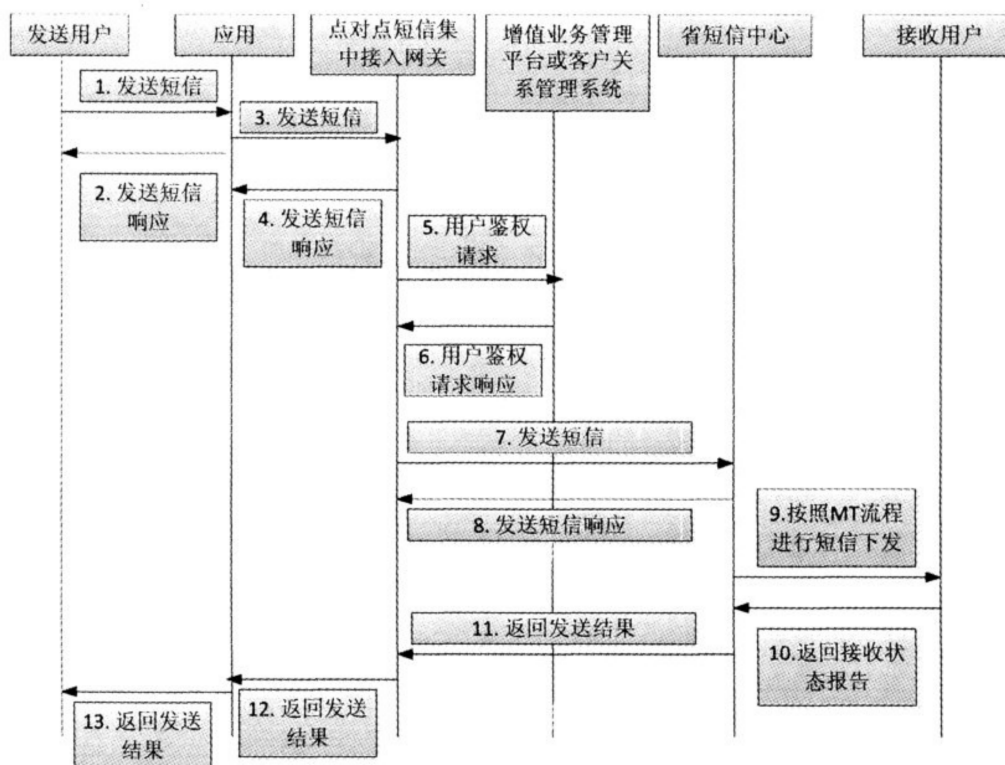 发送用户
应用
点对点短信集
中接入网关
增值业务管理
平台或客户关
系管理系统
省短信中心
接收用户
1. 发送短信
3. 发送短信
2. 发送短信
响应
4. 发送短信
响应
5. 用户鉴权
请求
6. 用户鉴权
请求响应
7. 发送短信
8. 发送短信响应
9.按照MT流程
进行短信下发
11. 返回发送结果
10.返回接收状
态报告
12. 返回发送
结果
13. 返回发送
结果